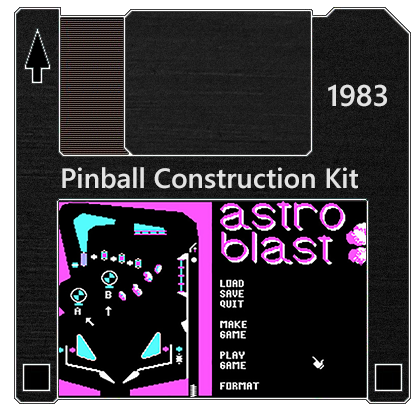 1983
Pinball Construction Kit
astro
blast
LOAD
SAVE
QUIT
MAKE
GAME
PLAY
GAME
FORMAT
B
A